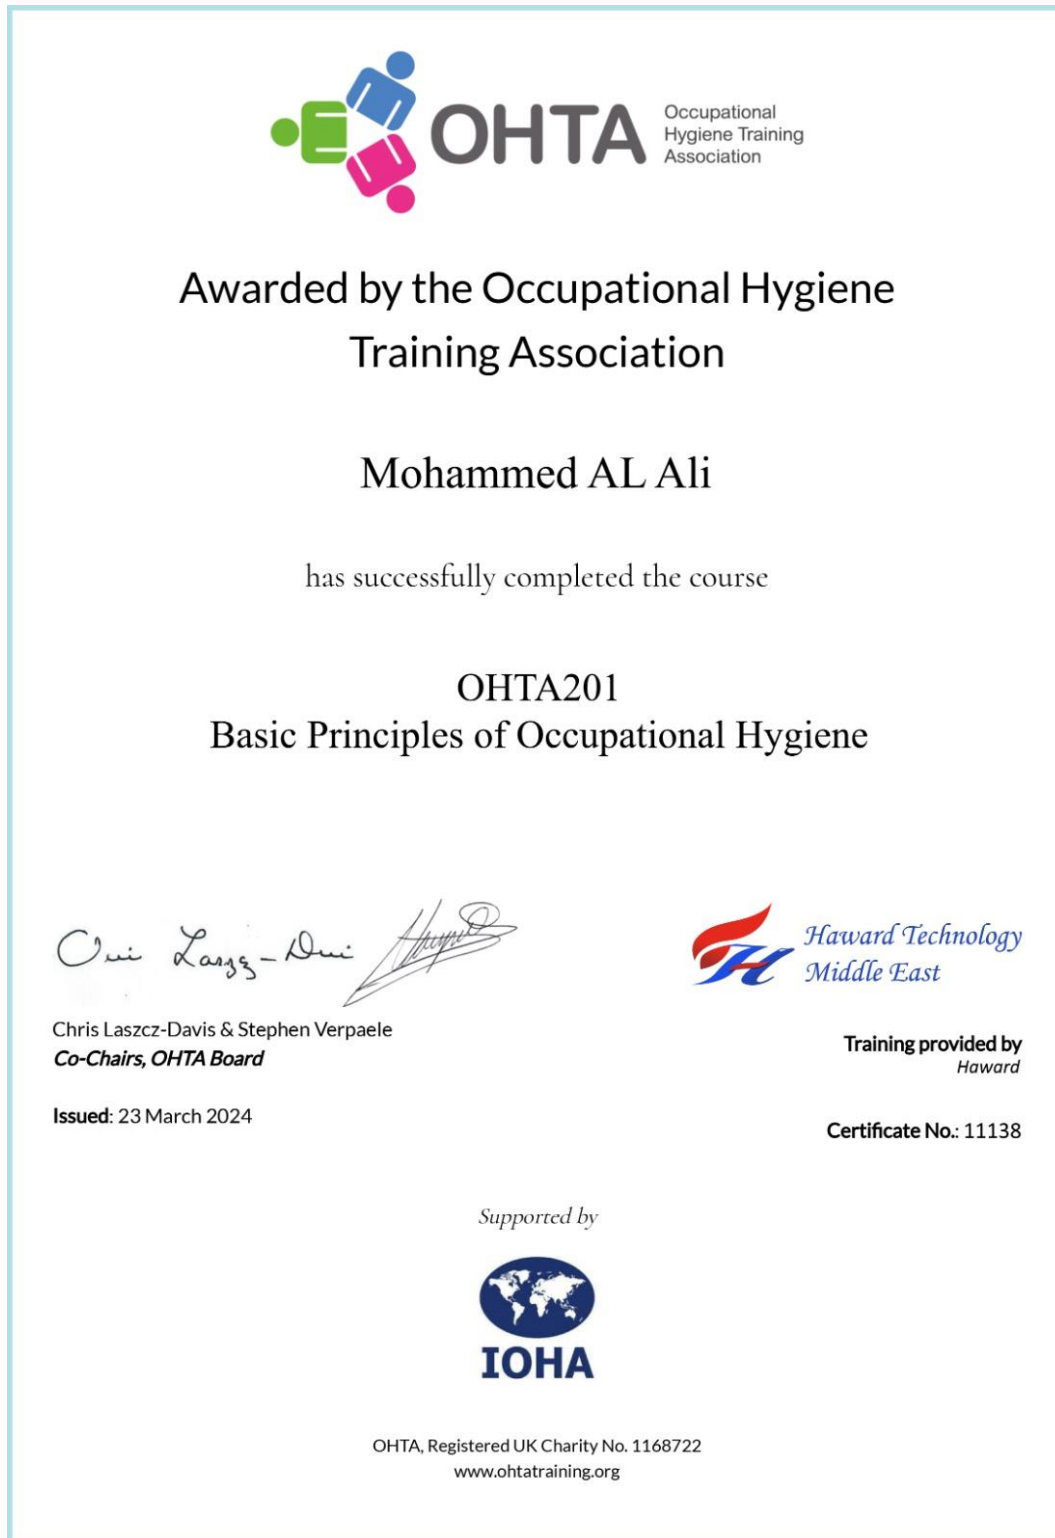 OHTA
Occupational
Hygiene Training
Association
Awarded by the Occupational Hygiene
Training Association
Mohammed AL Ali
has successfully completed the course
OHTA201
Basic Principles of Occupational Hygiene
Haward Technology
Middle East
Chris Laszcz-Davis & Stephen Verpaele
Co-Chairs, OHTA Board
Training provided by
Haward
Issued: 23 March 2024
Certificate No.: 11138
Supported by
IOHA
OHTA, Registered UK Charity No. 1168722
www.ohtatraining.org